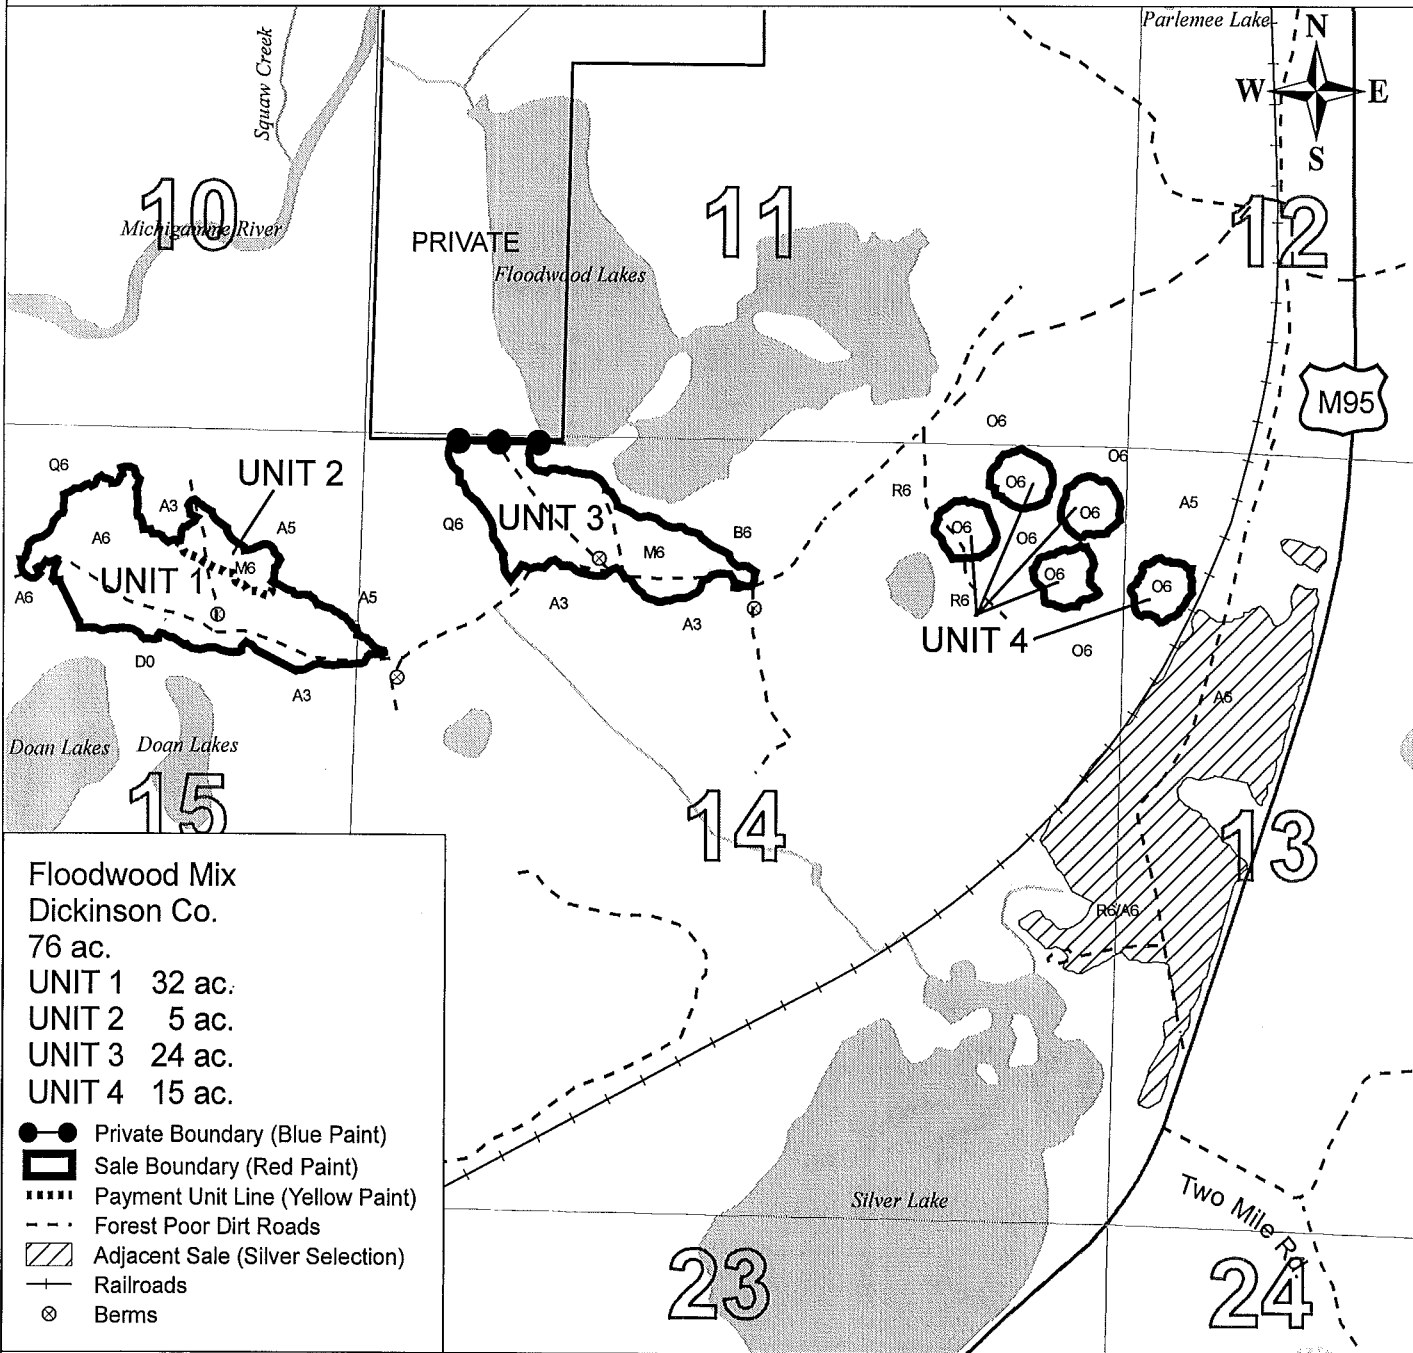 Parlemee Lake
N
W E
S
Squaw Creek
10
Michigamme River
PRIVATE
11
12
Floodwood Lakes
M95
O6
O6
Q6
UNIT 2
A3
A5
A6
UNIT 1
M6
A6
A5
D0
A3
Q6
UNIT 3
B6
M6
A3
A3
R6
O6
O6
O6
A5
O6
O6
O6
R6
UNIT 4
O6
A6
Doan Lakes
Doan Lakes
15
14
13
R6/A6
Silver Lake
Two Mile Rd
23
24
Floodwood Mix
Dickinson Co.
76 ac.
UNIT 1 32 ac.
UNIT 2 5 ac.
UNIT 3 24 ac.
UNIT 4 15 ac.
Private Boundary (Blue Paint)
Sale Boundary (Red Paint)
Payment Unit Line (Yellow Paint)
Forest Poor Dirt Roads
Adjacent Sale (Silver Selection)
Railroads
Berms